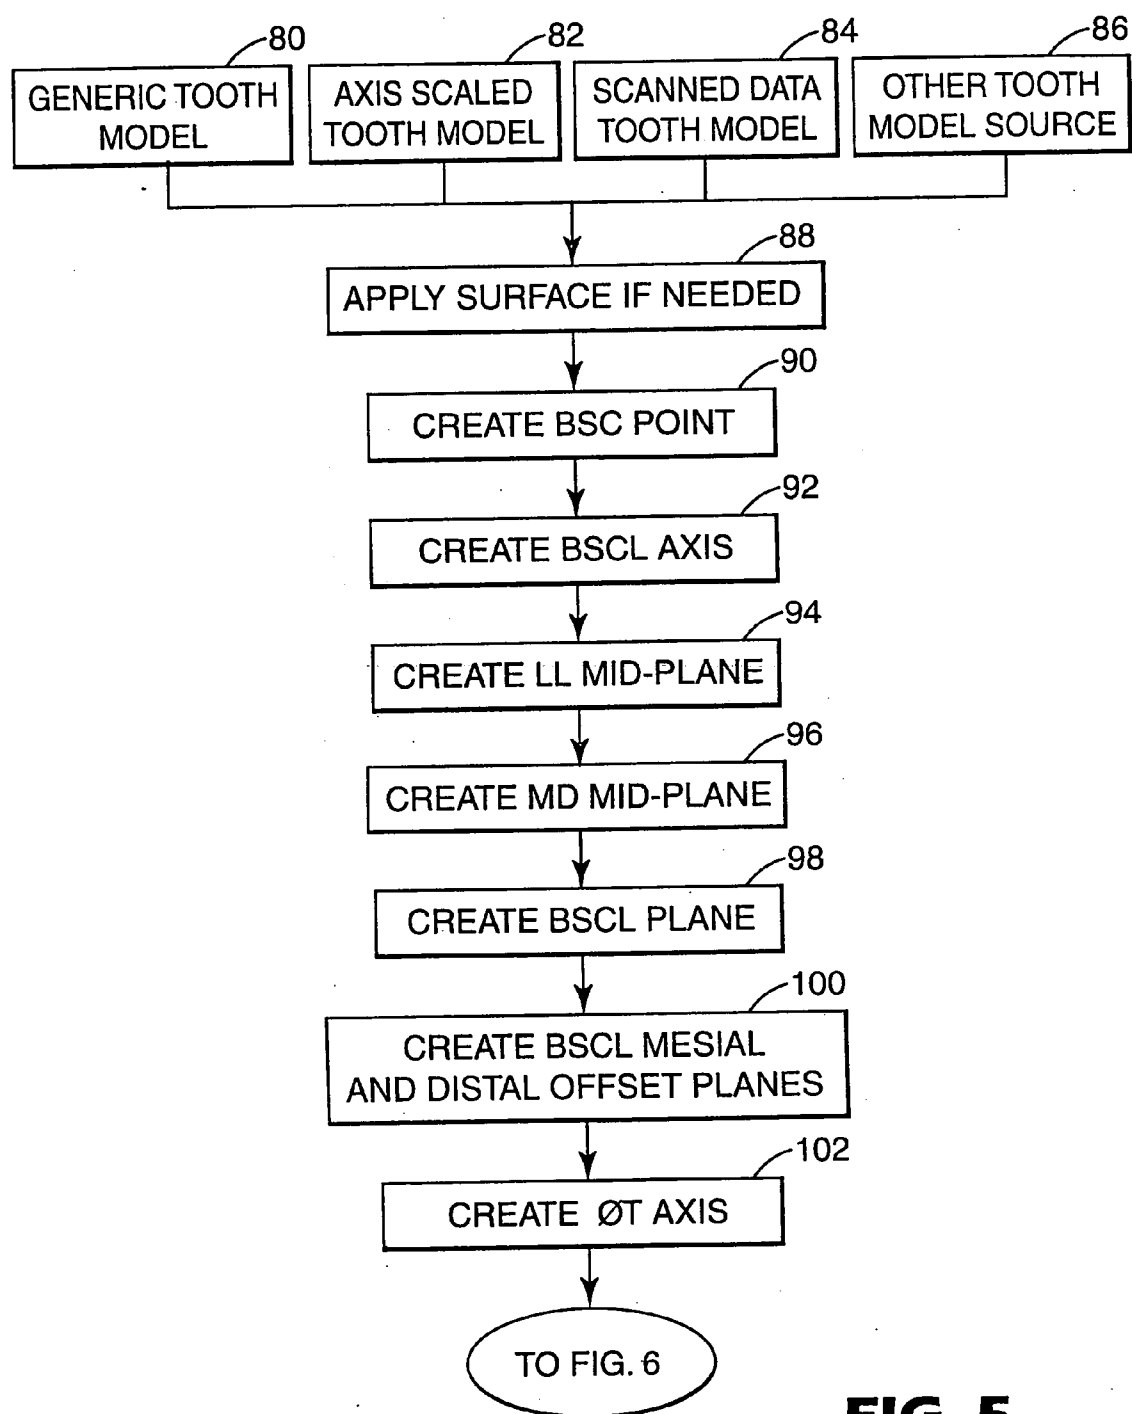 80
82
84
86
GENERIC TOOTH
MODEL
AXIS SCALED
TOOTH MODEL
SCANNED DATA
TOOTH MODEL
OTHER TOOTH
MODEL SOURCE
88
APPLY SURFACE IF NEEDED
90
CREATE BSC POINT
92
CREATE BSCL AXIS
94
CREATE LL MID-PLANE
96
CREATE MD MID-PLANE
98
CREATE BSCL PLANE
100
CREATE BSCL MESIAL
AND DISTAL OFFSET PLANES
102
CREATE ØT AXIS
TO FIG. 6
FIG. 5